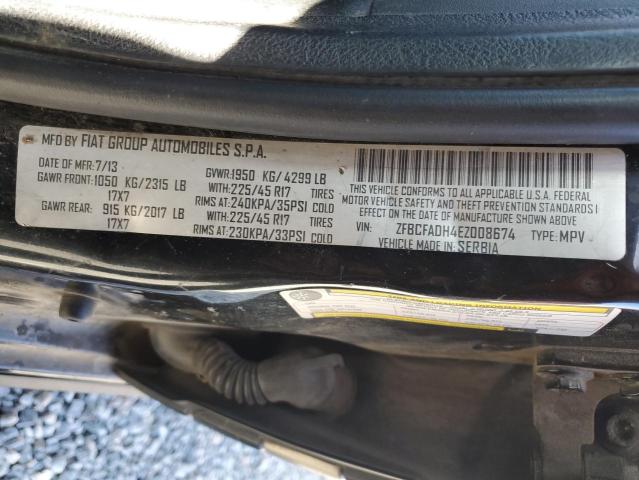 MFD BY FIAT GROUP AUTOMOBILES S.P.A.
DATE OF MFR: 7/13 GVWR: 1950 KG/ 4299 LB
GAWR FRONT: 1050 KG/2315 LB WITH: 225/45 R17 TIRES
17X7 RIMS AT: 240KPA/35PSI COLD
GAWR REAR: 915 KG/2017 LB WITH: 225/45 R17 TIRES
17X7 RIMS AT: 230KPA/33PSI COLD
THIS VEHICLE CONFORMS TO ALL APPLICABLE U.S.A. FEDERAL
MOTOR VEHICLE SAFETY STANDARDS IN EFFECT ON THE
DATE OF MANUFACTURE SHOWN ABOVE
VIN: ZFBCFADH4EZ008674 TYPE: MPV
VEHICLE MADE IN: SERBIA
TIRE AND LOADING INFORMATION